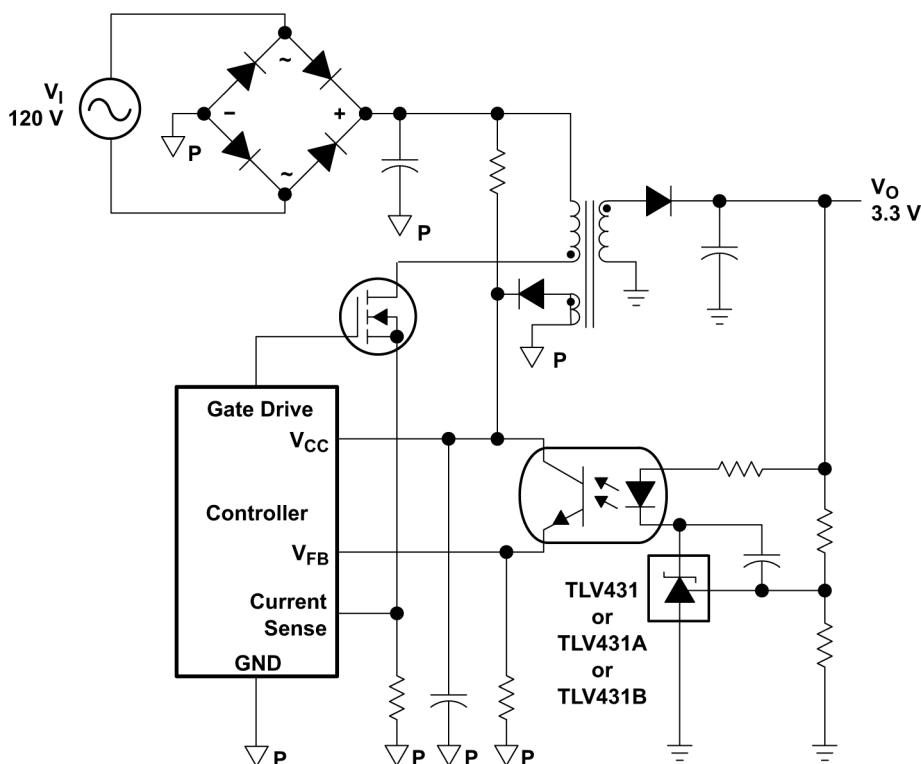 ~
V_I
120 V
−
+
P
~
P
V_O
3.3 V
P
Gate Drive
V_CC
Controller
V_FB
Current
Sense
GND
TLV431
or
TLV431A
or
TLV431B
P
P
P
P